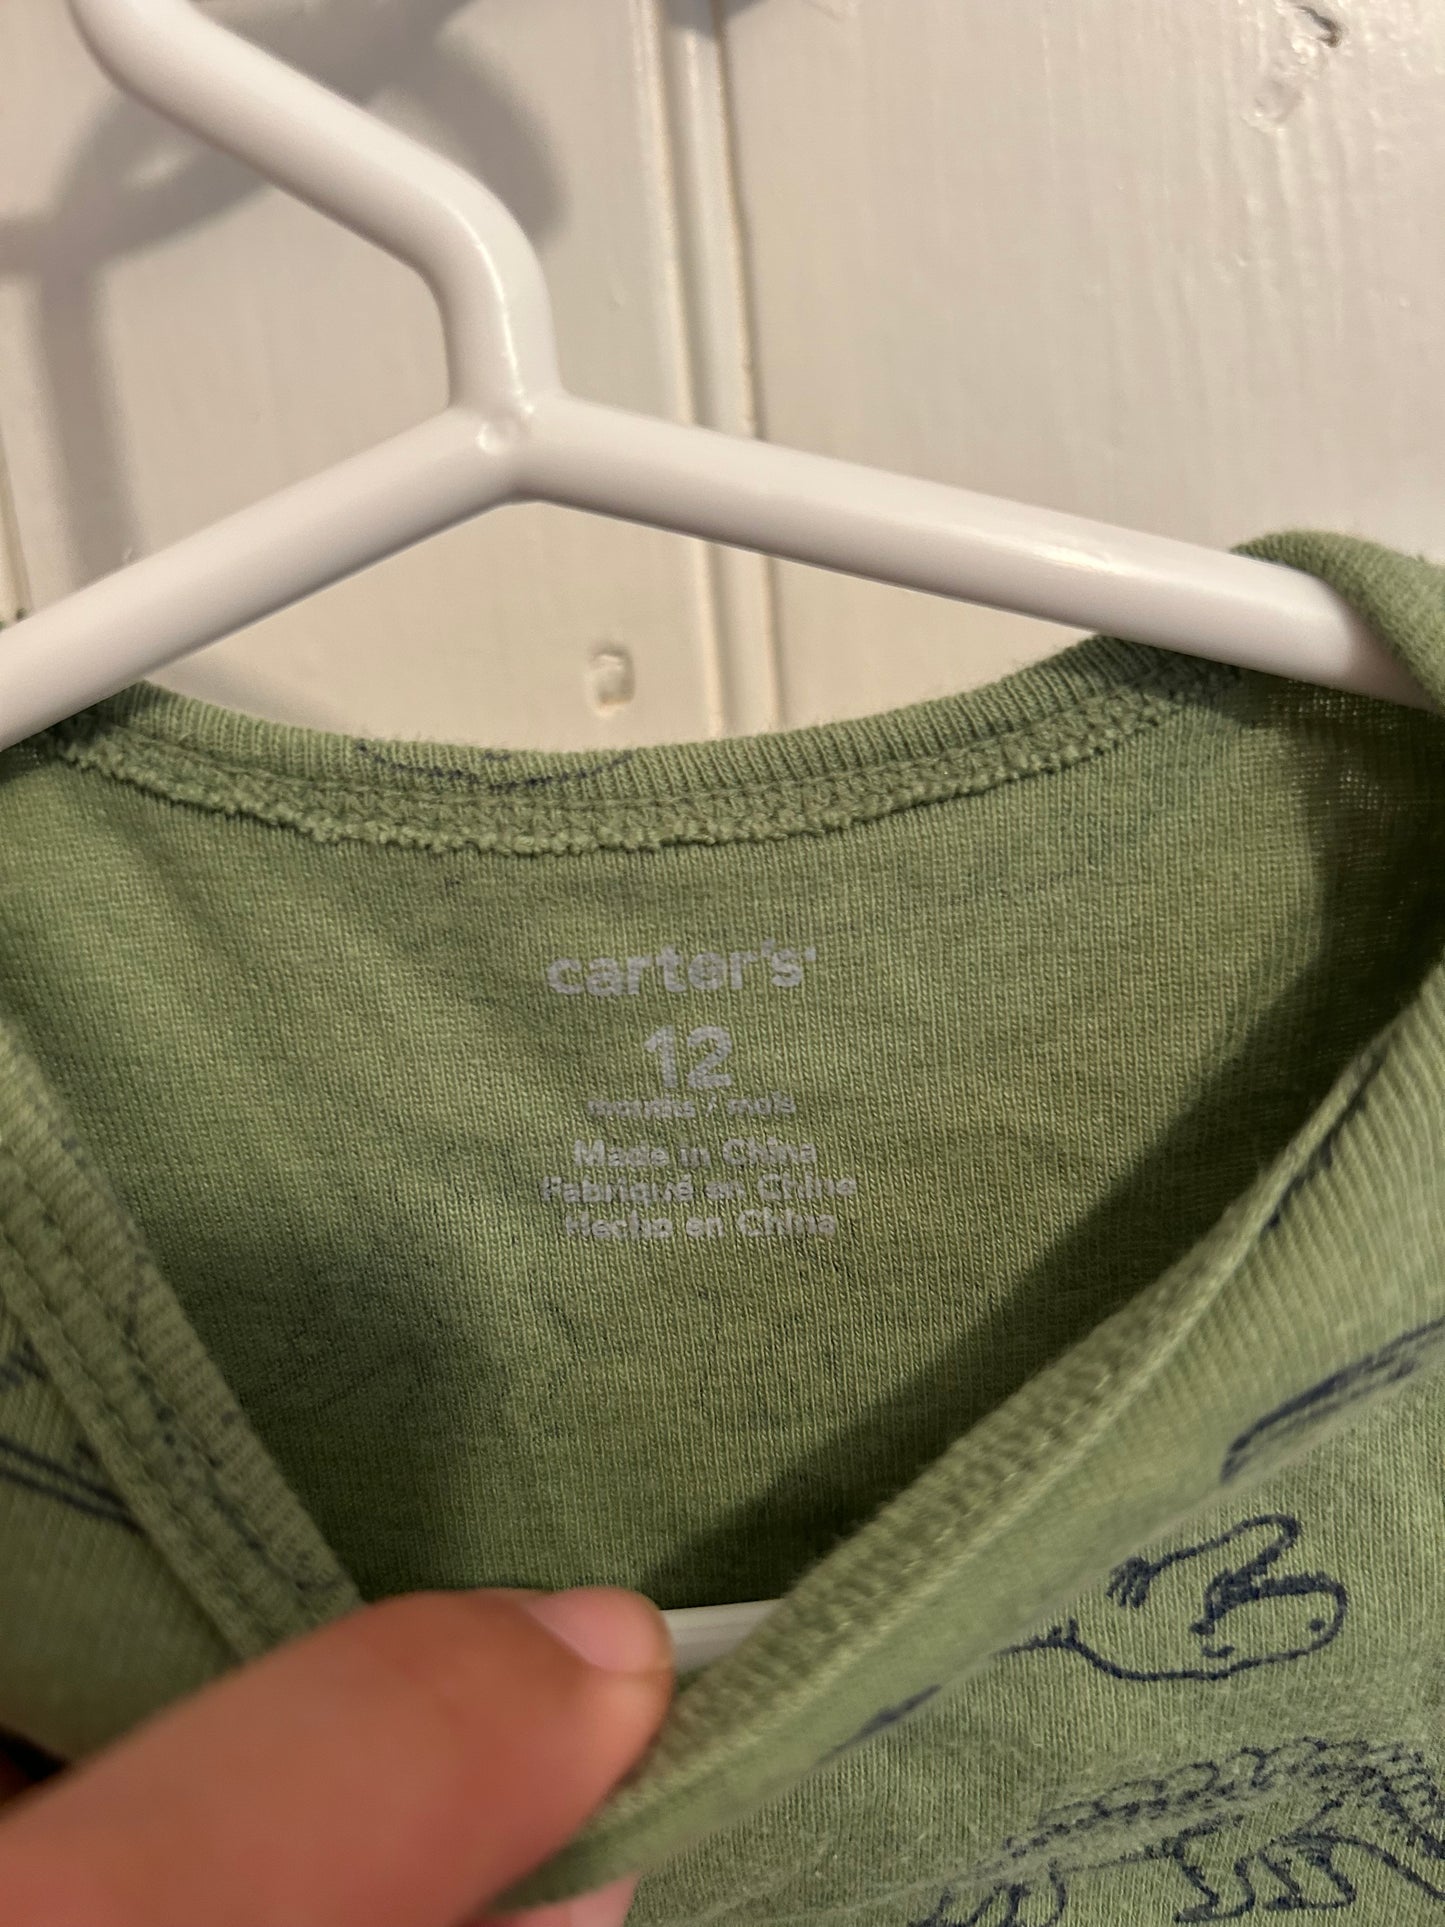 carter's
12
months / mois
Made in China
Fabriqué en Chine
Hecho en China